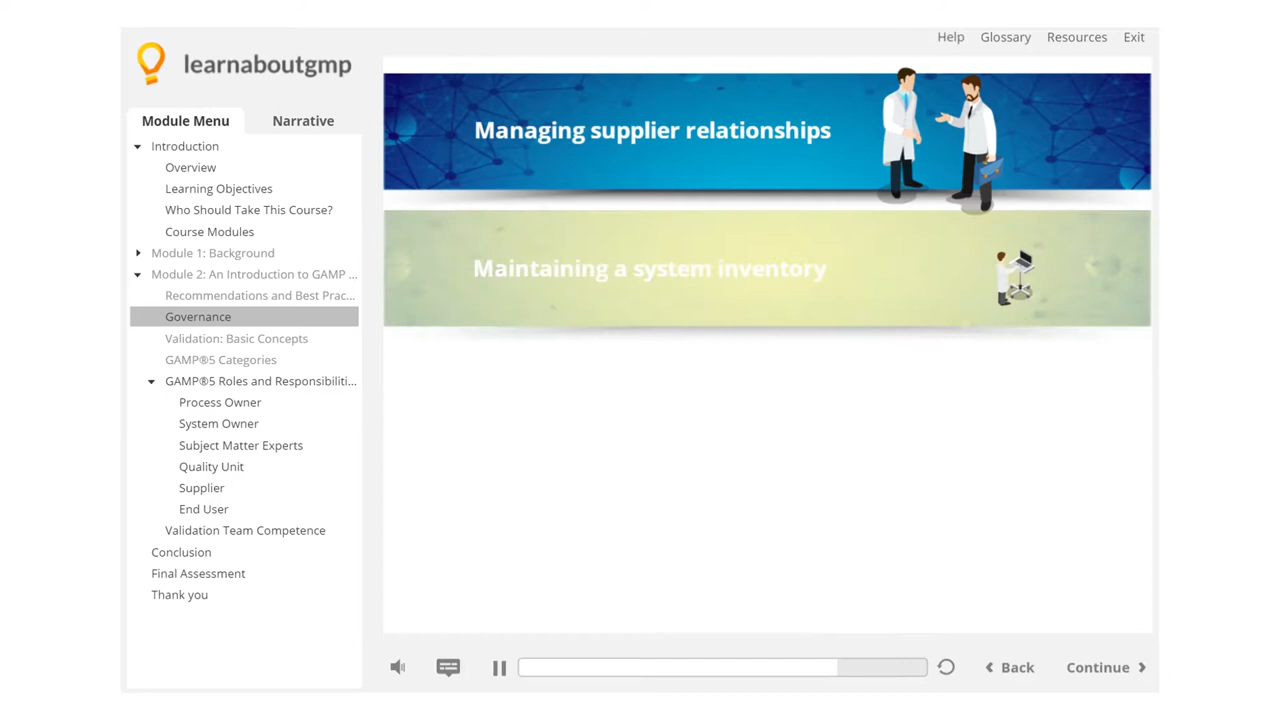 learnaboutgmp
Help Glossary Resources Exit
Module Menu Narrative
Introduction
Overview
Learning Objectives
Who Should Take This Course?
Course Modules
Module 1: Background
Module 2: An Introduction to GAMP ...
Recommendations and Best Prac...
Governance
Validation: Basic Concepts
GAMP®5 Categories
GAMP®5 Roles and Responsibiliti...
Process Owner
System Owner
Subject Matter Experts
Quality Unit
Supplier
End User
Validation Team Competence
Conclusion
Final Assessment
Thank you
Managing supplier relationships
Maintaining a system inventory
Back Continue